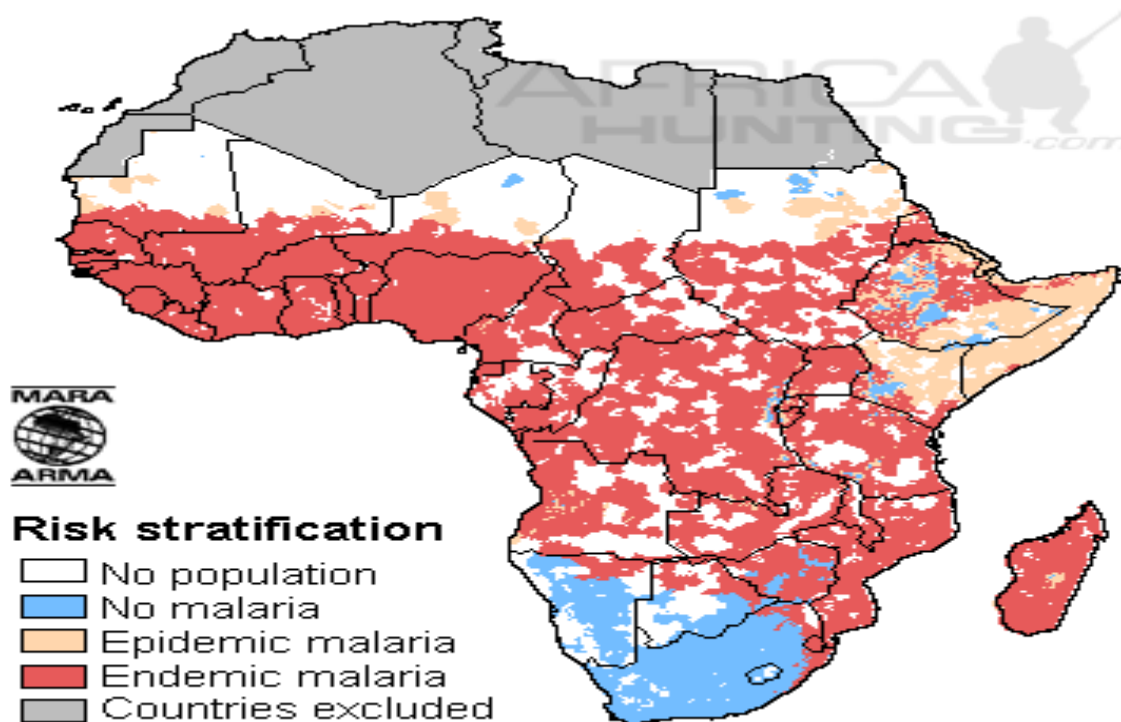 AFRICA
HUNTING.com
MARA
ARMA
Risk stratification
No population
No malaria
Epidemic malaria
Endemic malaria
Countries excluded